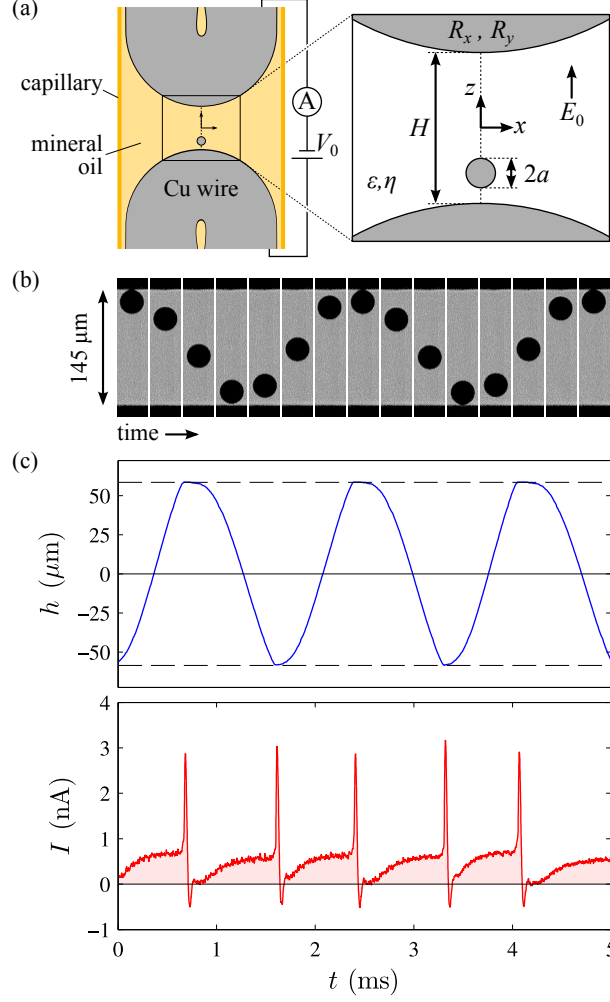 (a)
capillary
mineral
oil
Cu wire
A
V₀
Rₓ , Rᵧ
H
z
x
E₀
2a
ε,η
(b)
145 μm
time
(c)
h (μm)
50
25
0
−25
−50
I (nA)
4
3
2
1
0
−1
0 1 2 3 4 5
t (ms)